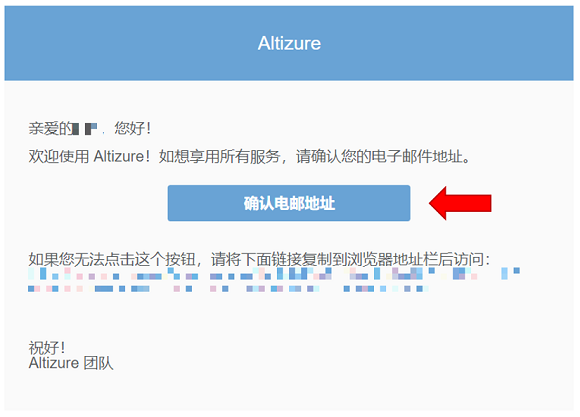 Altizure
亲爱的 您好！
欢迎使用 Altizure！如想享用所有服务，请确认您的电子邮件地址。
确认电邮地址
如果您无法点击这个按钮，请将下面链接复制到浏览器地址栏后访问：
祝好！
Altizure 团队